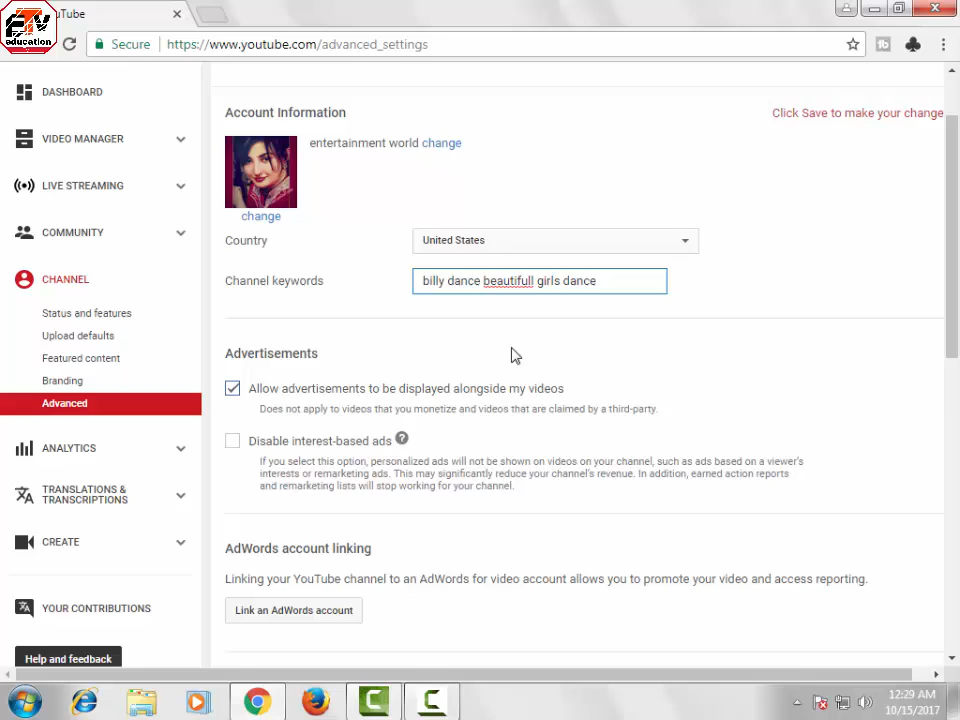 YouTube
ETV
education
Secure
https://www.youtube.com/advanced_settings
DASHBOARD
VIDEO MANAGER
LIVE STREAMING
COMMUNITY
CHANNEL
Status and features
Upload defaults
Featured content
Branding
Advanced
ANALYTICS
TRANSLATIONS &
TRANSCRIPTIONS
CREATE
YOUR CONTRIBUTIONS
Help and feedback
Account Information
Click Save to make your change
entertainment world change
change
Country
United States
Channel keywords
billy dance beautifull girls dance
Advertisements
Allow advertisements to be displayed alongside my videos
Does not apply to videos that you monetize and videos that are claimed by a third-party.
Disable interest-based ads ?
If you select this option, personalized ads will not be shown on videos on your channel, such as ads based on a viewer's
interests or remarketing ads. This may significantly reduce your channel's revenue. In addition, earned action reports
and remarketing lists will stop working for your channel.
AdWords account linking
Linking your YouTube channel to an AdWords for video account allows you to promote your video and access reporting.
Link an AdWords account
12:29 AM
10/15/2017